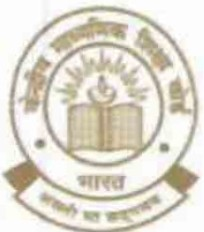 केन्द्रीय माध्यमिक शिक्षा बोर्ड
भारत
असतो मा सद्गमय